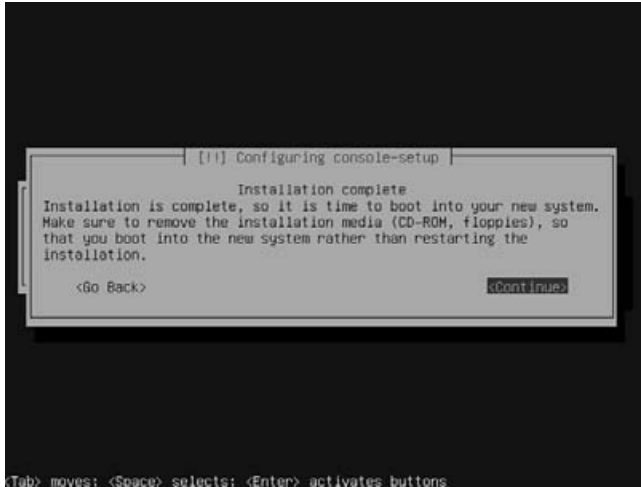 [!!] Configuring console-setup
Installation complete
Installation is complete, so it is time to boot into your new system.
Make sure to remove the installation media (CD-ROM, floppies), so
that you boot into the new system rather than restarting the
installation.
<Go Back> <Continue>
<Tab> moves; <Space> selects; <Enter> activates buttons